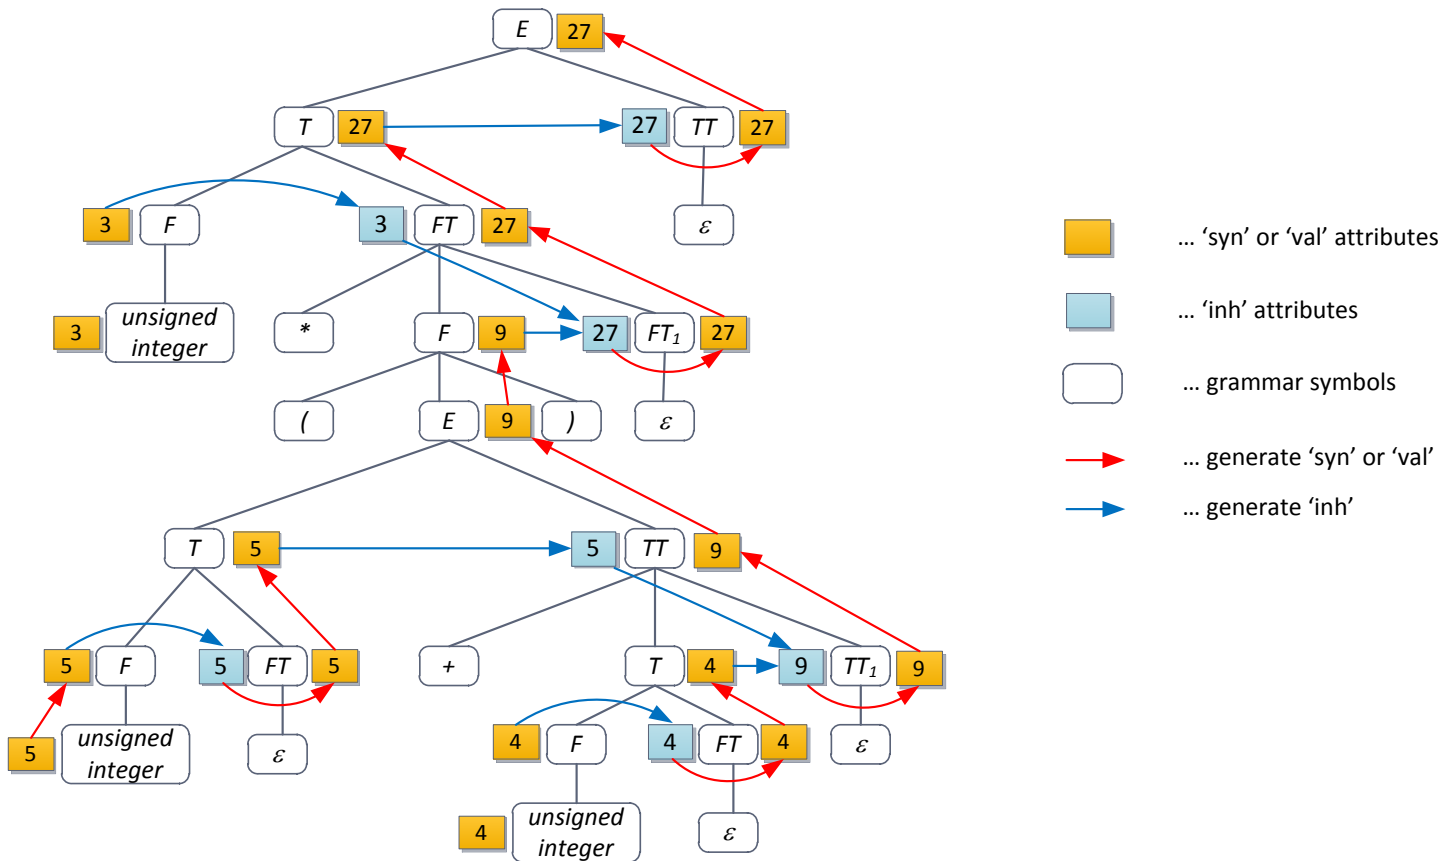 E 27
T 27 27 TT 27
3 F 3 FT 27 ε
... 'syn' or 'val' attributes
3 unsigned
integer
* F 9 27 FT₁ 27
... 'inh' attributes
( E 9 ) ε
... grammar symbols
... generate 'syn' or 'val'
... generate 'inh'
T 5 5 TT 9
5 F 5 FT 5 + T 4 9 TT₁ 9
5 unsigned
integer
ε
4 F 4 FT 4 ε
4 unsigned
integer
ε